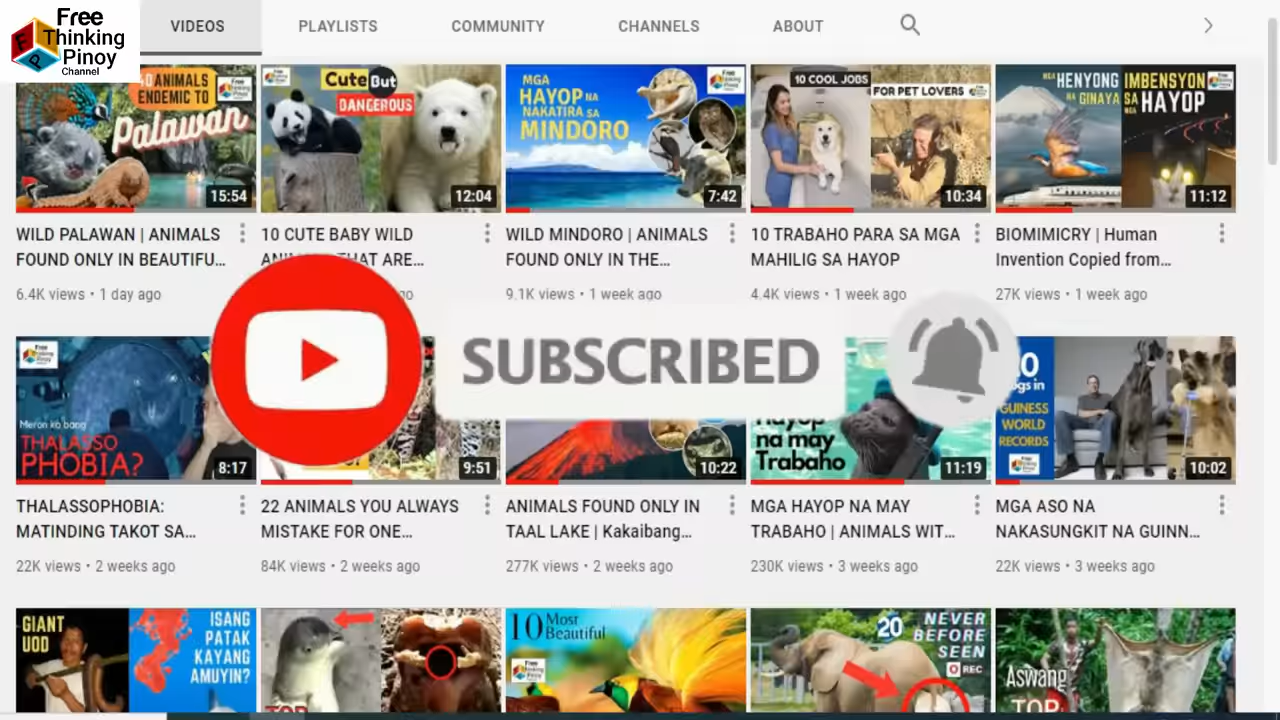 Free
Thinking
Pinoy
Channel
VIDEOS
PLAYLISTS
COMMUNITY
CHANNELS
ABOUT
40 ANIMALS
ENDEMIC TO
Palawan
15:54
Cute But
DANGEROUS
12:04
MGA
HAYOP NA
NAKATIRA SA
MINDORO
7:42
10 COOL JOBS
FOR PET LOVERS
10:34
MGA HENYONG IMBENSYON
NA GINAYA SA MGA HAYOP
11:12
WILD PALAWAN | ANIMALS
FOUND ONLY IN BEAUTIFU...
6.4K views • 1 day ago
10 CUTE BABY WILD
THAT ARE...
ago
WILD MINDORO | ANIMALS
FOUND ONLY IN THE...
9.1K views • 1 week ago
10 TRABAHO PARA SA MGA
MAHILIG SA HAYOP
4.4K views • 1 week ago
BIOMIMICRY | Human
Invention Copied from...
27K views • 1 week ago
SUBSCRIBED
Meron ka bang
THALASSO
PHOBIA?
8:17
9:51
10:22
Hayop
na may
Trabaho
11:19
GUINESS
WORLD
RECORDS
10:02
THALASSOPHOBIA:
MATINDING TAKOT SA...
22K views • 2 weeks ago
22 ANIMALS YOU ALWAYS
MISTAKE FOR ONE...
84K views • 2 weeks ago
ANIMALS FOUND ONLY IN
TAAL LAKE | Kakaibang...
277K views • 2 weeks ago
MGA HAYOP NA MAY
TRABAHO | ANIMALS WIT...
230K views • 3 weeks ago
MGA ASO NA
NAKASUNGKIT NA GUINN...
22K views • 3 weeks ago
GIANT
UOD
ISANG
PATAK
KAYANG
AMUYIN?
TOP
10 Most
Beautiful
20 NEVER
BEFORE
SEEN
REC
Aswang
TOP